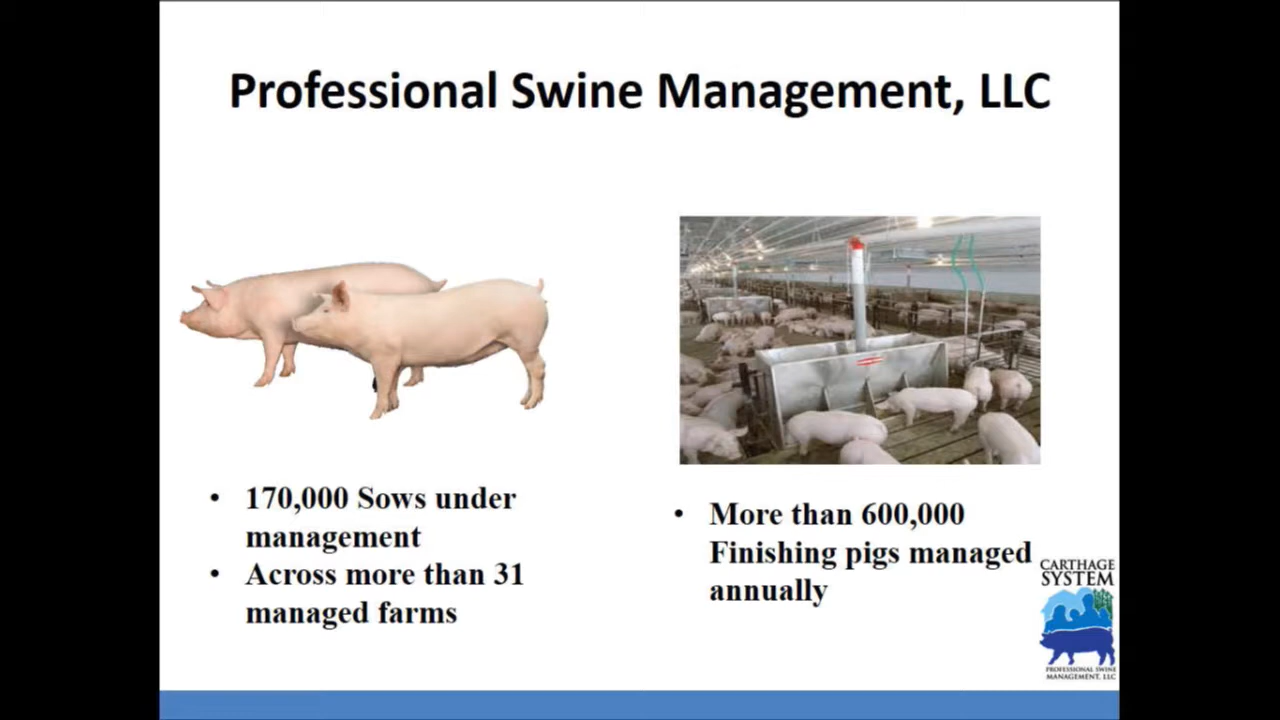 Professional Swine Management, LLC
• 170,000 Sows under
management
• Across more than 31
managed farms
• More than 600,000
Finishing pigs managed
annually
CARTHAGE
SYSTEM
PROFESSIONAL SWINE
MANAGEMENT, LLC